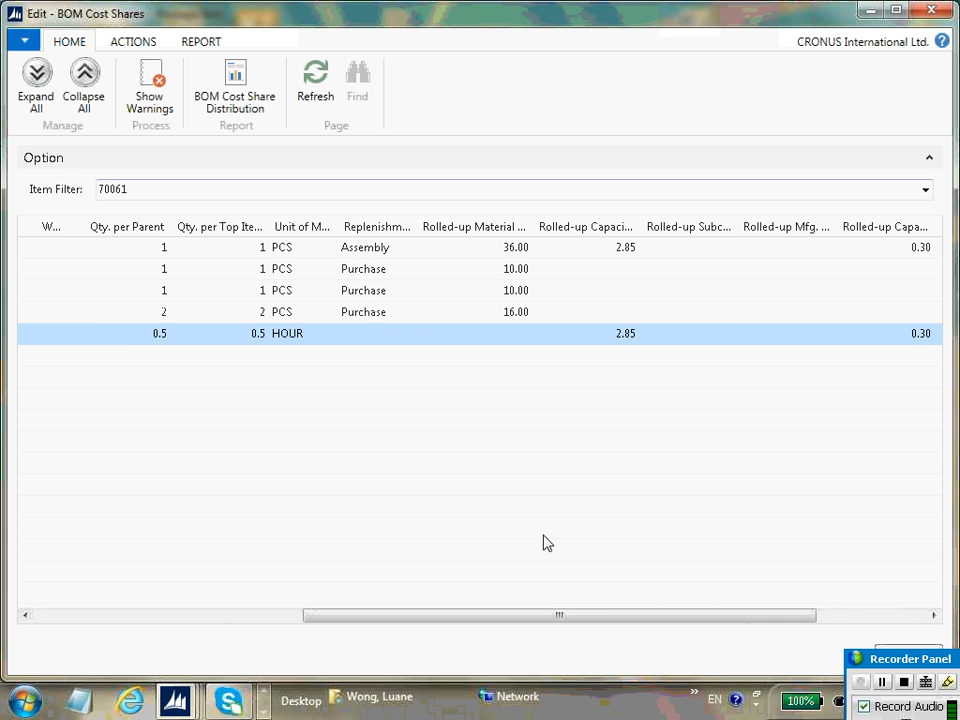 Edit - BOM Cost Shares
HOME ACTIONS REPORT CRONUS International Ltd. ?
Expand All
Collapse All
Show Warnings
BOM Cost Share Distribution
Refresh
Find
Manage Process Report Page
Option
Item Filter: 70061
W... Qty. per Parent Qty. per Top Ite... Unit of M... Replenishm... Rolled-up Material ... Rolled-up Capaci... Rolled-up Subc... Rolled-up Mfg. ... Rolled-up Capa...
1 1 PCS Assembly 36.00 2.85 0.30
1 1 PCS Purchase 10.00
1 1 PCS Purchase 10.00
2 2 PCS Purchase 16.00
0.5 0.5 HOUR 2.85 0.30
Recorder Panel
Record Audio
Desktop Wong, Luane Network EN ? 100%